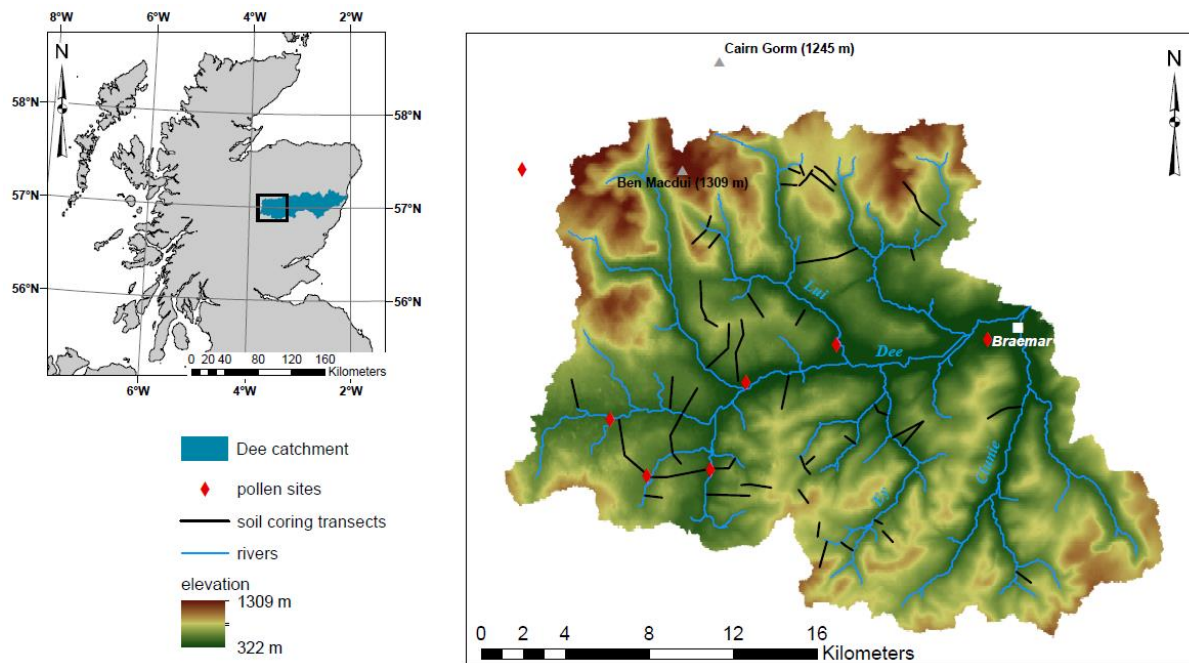 8°W 6°W 4°W 2°W
N
58°N 58°N
57°N 57°N
56°N 56°N
0 20 40 80 120 160
Kilometers
6°W 4°W 2°W
Dee catchment
pollen sites
soil coring transects
rivers
elevation
1309 m
322 m
Cairn Gorm (1245 m)
N
Ben Macdui (1309 m)
Lui
Dee
Braemar
Ey
Clunie
0 2 4 8 12 16
Kilometers